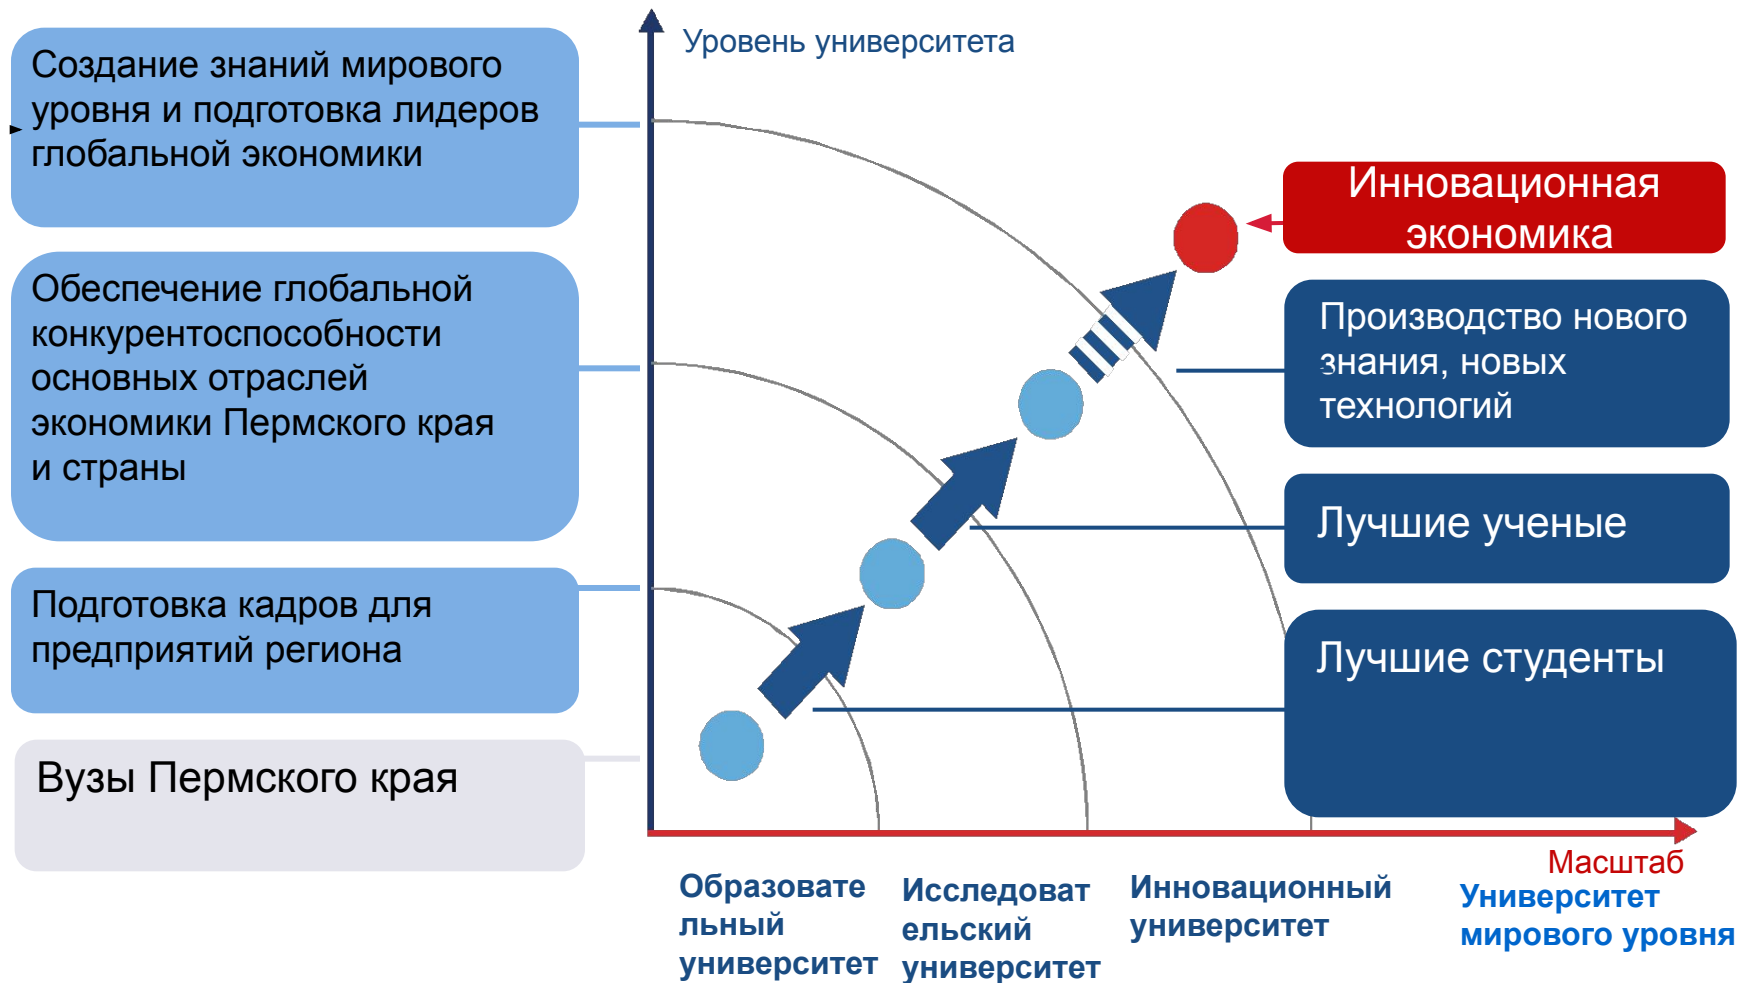 Уровень университета
Создание знаний мирового
уровня и подготовка лидеров
глобальной экономики
Обеспечение глобальной
конкурентоспособности
основных отраслей
экономики Пермского края
и страны
Подготовка кадров для
предприятий региона
Вузы Пермского края
Инновационная
экономика
Производство нового
знания, новых
технологий
Лучшие ученые
Лучшие студенты
Масштаб
Образовате
льный
университет
Исследоват
ельский
университет
Инновационный
университет
Университет
мирового уровня